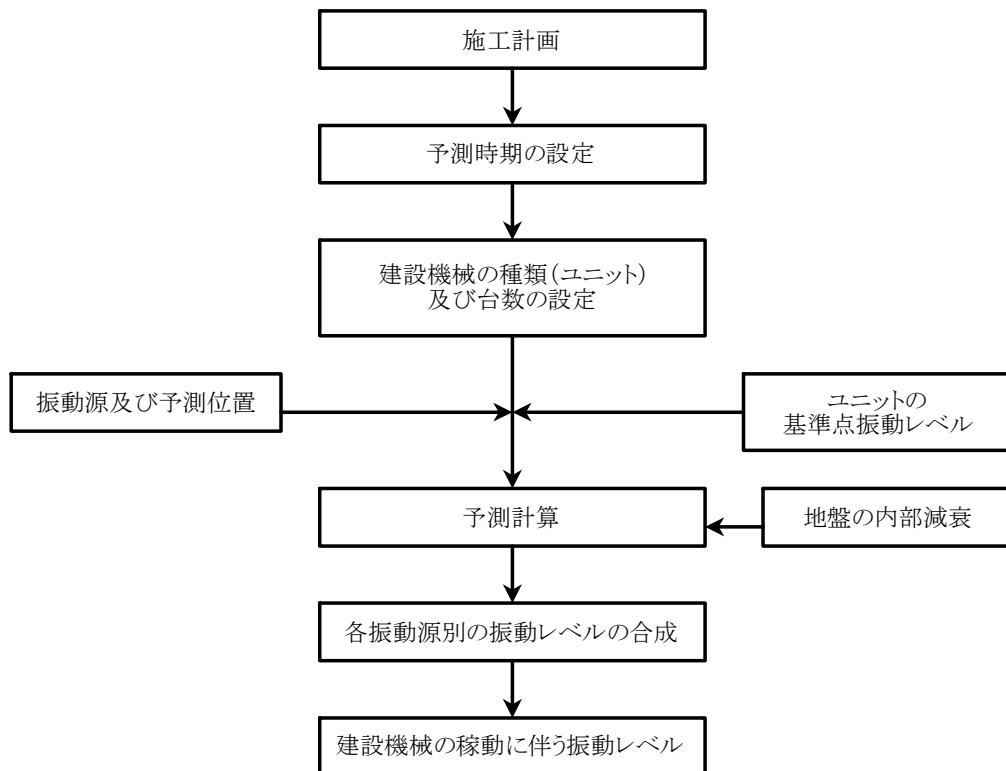 施工計画
予測時期の設定
建設機械の種類(ユニット)
及び台数の設定
振動源及び予測位置
ユニットの
基準点振動レベル
予測計算
地盤の内部減衰
各振動源別の振動レベルの合成
建設機械の稼動に伴う振動レベル